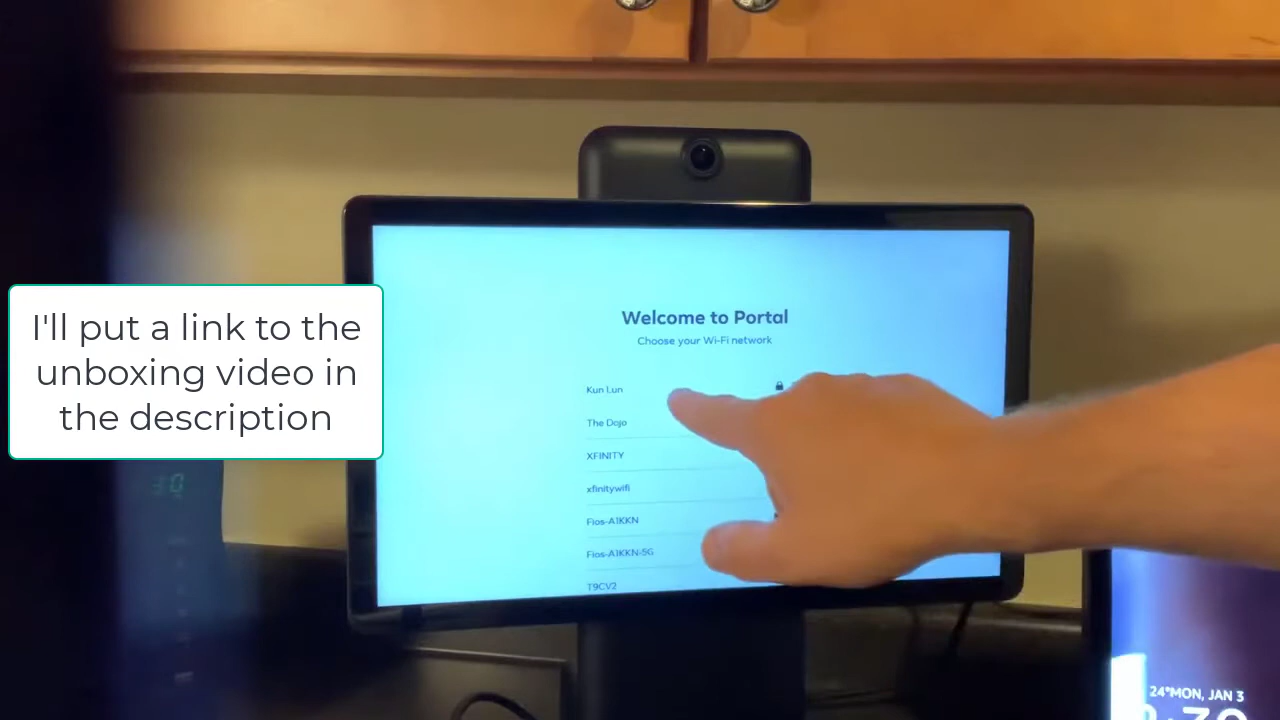 Welcome to Portal
Choose your Wi-Fi network
I'll put a link to the
unboxing video in
the description
Kun Lun
The Dojo
XFINITY
xfinitywifi
Fios-A1KKN
Fios-A1KKN-5G
T9CV2
24°MON, JAN 3